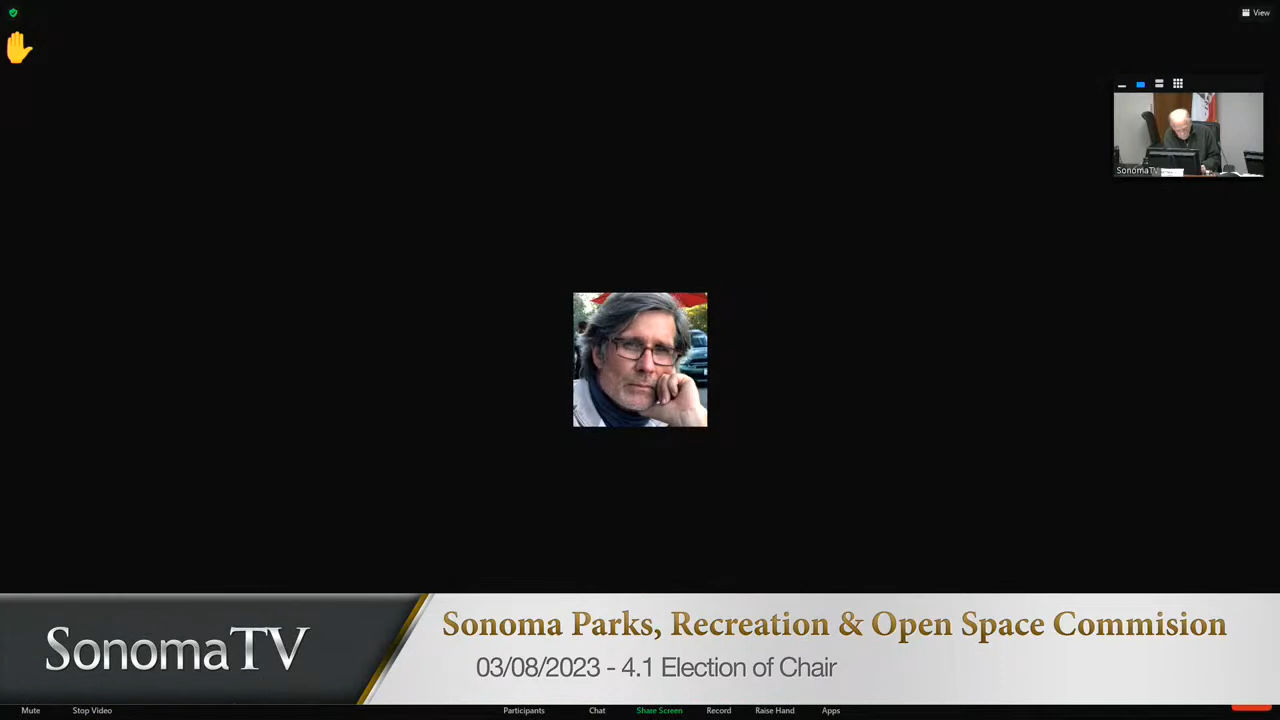 View
SonomaTV
SonomaTV
Sonoma Parks, Recreation & Open Space Commision
03/08/2023 - 4.1 Election of Chair
Mute
Stop Video
Participants
Chat
Share Screen
Record
Raise Hand
Apps